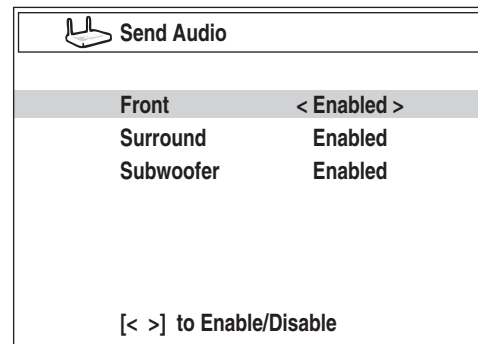 Send Audio
Front < Enabled >
Surround Enabled
Subwoofer Enabled
[< >] to Enable/Disable